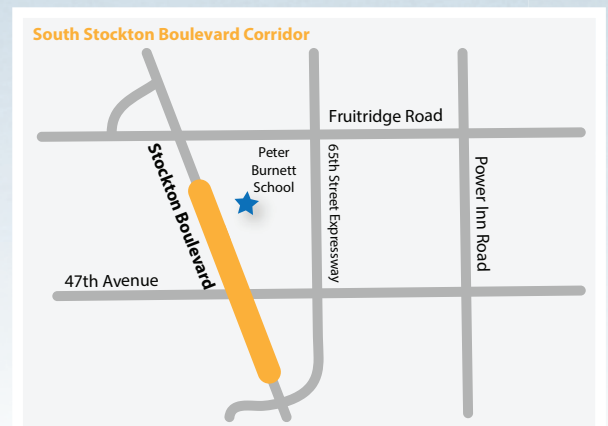 South Stockton Boulevard Corridor
Fruitridge Road
Peter
Burnett
School
Stockton Boulevard
65th Street Expressway
Power Inn Road
47th Avenue